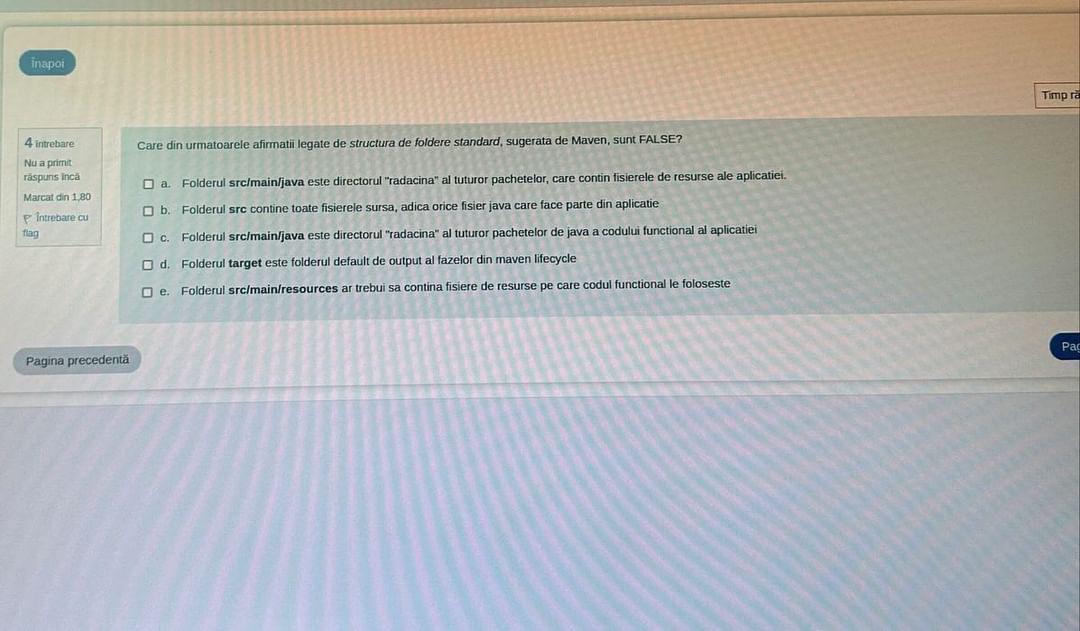 Înapoi
Timp ră
4 întrebare
Nu a primit
răspuns încă
Marcat din 1,80
Întrebare cu
flag
Care din urmatoarele afirmatii legate de structura de foldere standard, sugerata de Maven, sunt FALSE?
a. Folderul src/main/java este directorul "radacina" al tuturor pachetelor, care contin fisierele de resurse ale aplicatiei.
b. Folderul src contine toate fisierele sursa, adica orice fisier java care face parte din aplicatie
c. Folderul src/main/java este directorul "radacina" al tuturor pachetelor de java a codului functional al aplicatiei
d. Folderul target este folderul default de output al fazelor din maven lifecycle
e. Folderul src/main/resources ar trebui sa contina fisiere de resurse pe care codul functional le foloseste
Pagina precedentă
Pag